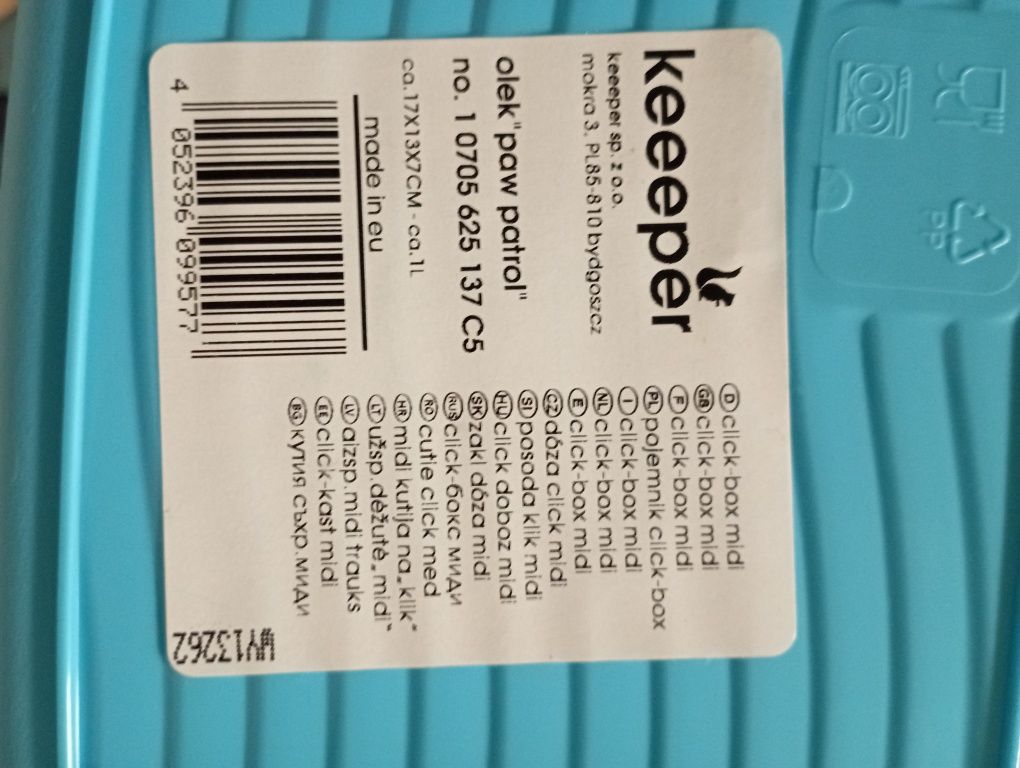 keeeper
keeeper sp. z o.o.
mokra 3. PL85-810 bydgoszcz
olek "paw patrol"
no. 1 0705 625 137 C5
ca.17X13X7CM - ca.1L
made in eu
4 052396 099577
D click-box midi
GB click-box midi
F click-box midi
PL pojemnik click-box
I click-box midi
NL click-box midi
E click-box midi
CZ dóza click midi
SI posoda klik midi
HU click doboz midi
SK zakl dóza midi
RUS click-бокс миди
RO cutie click med
HR midi kutija na „klik“
LT užsp. dėžutė „midi“
LV aizsp.midi trauks
EE click-kast midi
BG кутия съхр.миди
PP